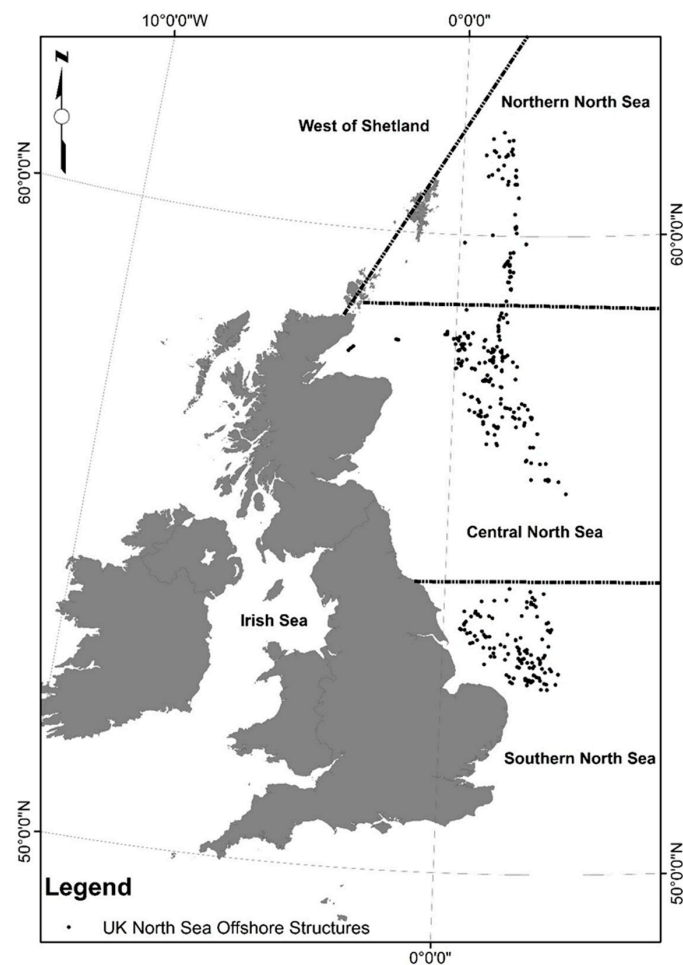 10°0'0"W
0°0'0"
N
Northern North Sea
West of Shetland
60°0'0"N
60°0'0"N
Central North Sea
Irish Sea
Southern North Sea
50°0'0"N
50°0'0"N
Legend
UK North Sea Offshore Structures
0°0'0"